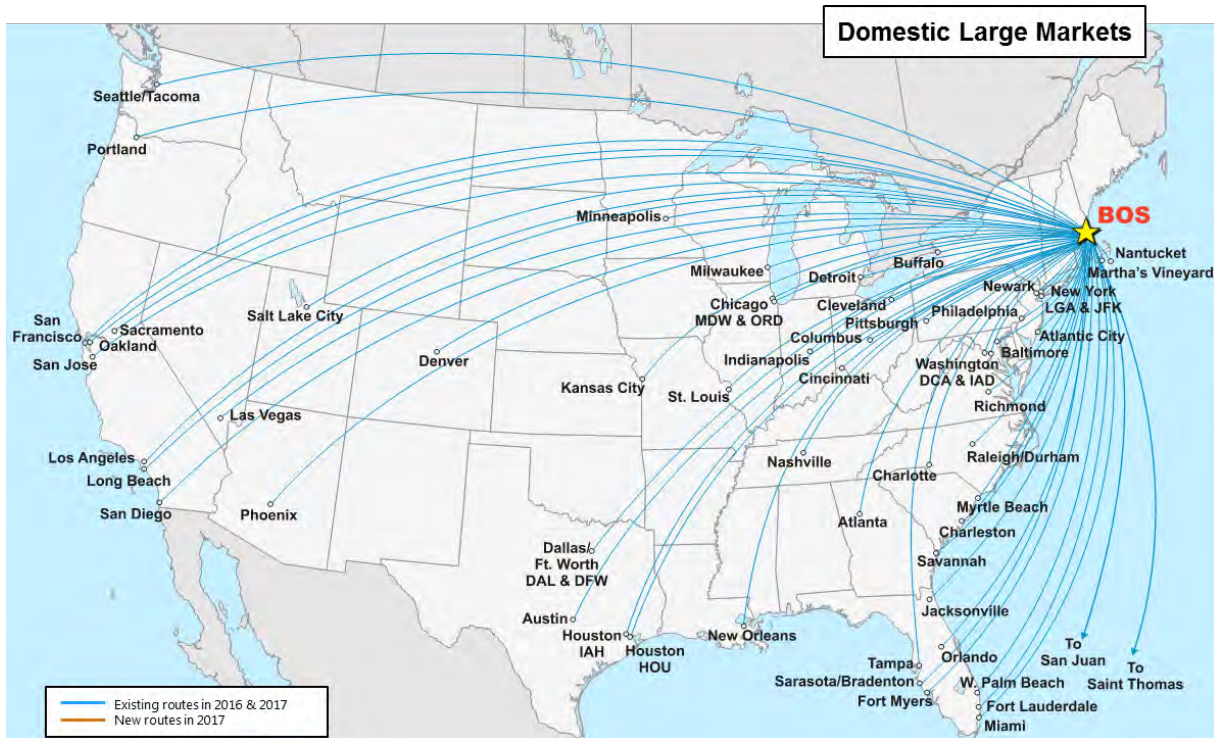 Domestic Large Markets
Seattle/Tacoma
Portland
Minneapolis
BOS
Nantucket
Martha's Vineyard
Buffalo
Milwaukee
Detroit
Newark
New York
LGA & JFK
Chicago
MDW & ORD
Cleveland
Philadelphia
Pittsburgh
Salt Lake City
San
Francisco
Sacramento
Oakland
San Jose
Columbus
Atlantic City
Denver
Indianapolis
Washington
DCA & IAD
Baltimore
Kansas City
St. Louis
Cincinnati
Richmond
Las Vegas
Los Angeles
Long Beach
San Diego
Phoenix
Nashville
Charlotte
Raleigh/Durham
Myrtle Beach
Atlanta
Charleston
Dallas/
Ft. Worth
DAL & DFW
Savannah
Austin
Houston
IAH
Houston
HOU
New Orleans
Jacksonville
Orlando
Tampa
Sarasota/Bradenton
W. Palm Beach
Fort Myers
Fort Lauderdale
Miami
To
San Juan
To
Saint Thomas
Existing routes in 2016 & 2017
New routes in 2017